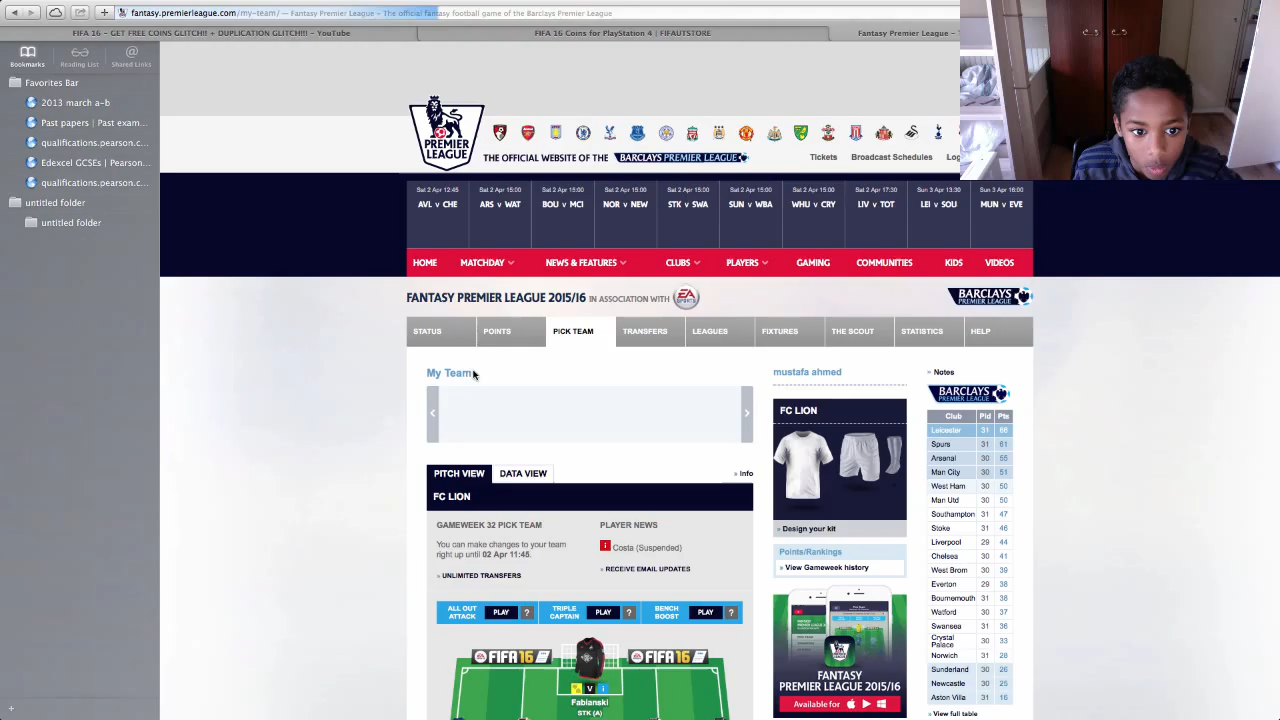 fantasy.premierleague.com/my-team/ — Fantasy Premier League – The official fantasy football game of the Barclays Premier League
FIFA 16 - GET FREE COINS GLITCH!! + DUPLICATION GLITCH!!! - YouTube
FIFA 16 Coins for PlayStation 4 | FIFAUTSTORE
Fantasy Premier League –
Bookmarks
Reading List
Shared Links
Favorites Bar
2013 march a-b
Past papers | Past exam...
qualifications.pearson.c...
Edexcel GCSEs | Pearson...
qualifications.pearson.c...
untitled folder
untitled folder
PREMIER LEAGUE
THE OFFICIAL WEBSITE OF THE BARCLAYS PREMIER LEAGUE
Tickets
Broadcast Schedules
Log
Sat 2 Apr 12:45
Sat 2 Apr 15:00
Sat 2 Apr 15:00
Sat 2 Apr 15:00
Sat 2 Apr 15:00
Sat 2 Apr 15:00
Sat 2 Apr 15:00
Sat 2 Apr 17:30
Sun 3 Apr 13:30
Sun 3 Apr 16:00
AVL v CHE
ARS v WAT
BOU v MCI
NOR v NEW
STK v SWA
SUN v WBA
WHU v CRY
LIV v TOT
LEI v SOU
MUN v EVE
HOME
MATCHDAY
NEWS & FEATURES
CLUBS
PLAYERS
GAMING
COMMUNITIES
KIDS
VIDEOS
FANTASY PREMIER LEAGUE 2015/16 IN ASSOCIATION WITH EA SPORTS
BARCLAYS PREMIER LEAGUE
STATUS
POINTS
PICK TEAM
TRANSFERS
LEAGUES
FIXTURES
THE SCOUT
STATISTICS
HELP
My Team
PITCH VIEW
DATA VIEW
» Info
FC LION
GAMEWEEK 32 PICK TEAM
You can make changes to your team
right up until 02 Apr 11:45.
» UNLIMITED TRANSFERS
PLAYER NEWS
Costa (Suspended)
» RECEIVE EMAIL UPDATES
ALL OUT ATTACK
PLAY
?
TRIPLE CAPTAIN
PLAY
?
BENCH BOOST
PLAY
?
FIFA 16
FIFA 16
V
i
Fabianski
STK (A)
mustafa ahmed
FC LION
» Design your kit
Points/Rankings
» View Gameweek history
FANTASY
PREMIER LEAGUE 2015/16
Available for
» Notes
BARCLAYS PREMIER LEAGUE
Club Pld Pts
Leicester 31 66
Spurs 31 61
Arsenal 30 55
Man City 30 51
West Ham 30 50
Man Utd 30 50
Southampton 31 47
Stoke 31 46
Liverpool 29 44
Chelsea 30 41
West Brom 30 39
Everton 29 38
Bournemouth 31 38
Watford 30 37
Swansea 31 36
Crystal Palace 30 33
Norwich 31 28
Sunderland 30 26
Newcastle 30 25
Aston Villa 31 16
» View full table